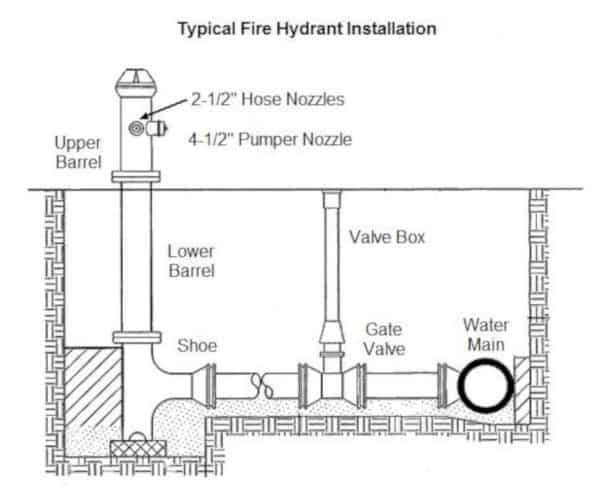 Typical Fire Hydrant Installation
2-1/2" Hose Nozzles
4-1/2" Pumper Nozzle
Upper
Barrel
Valve Box
Lower
Barrel
Shoe
Gate
Valve
Water
Main